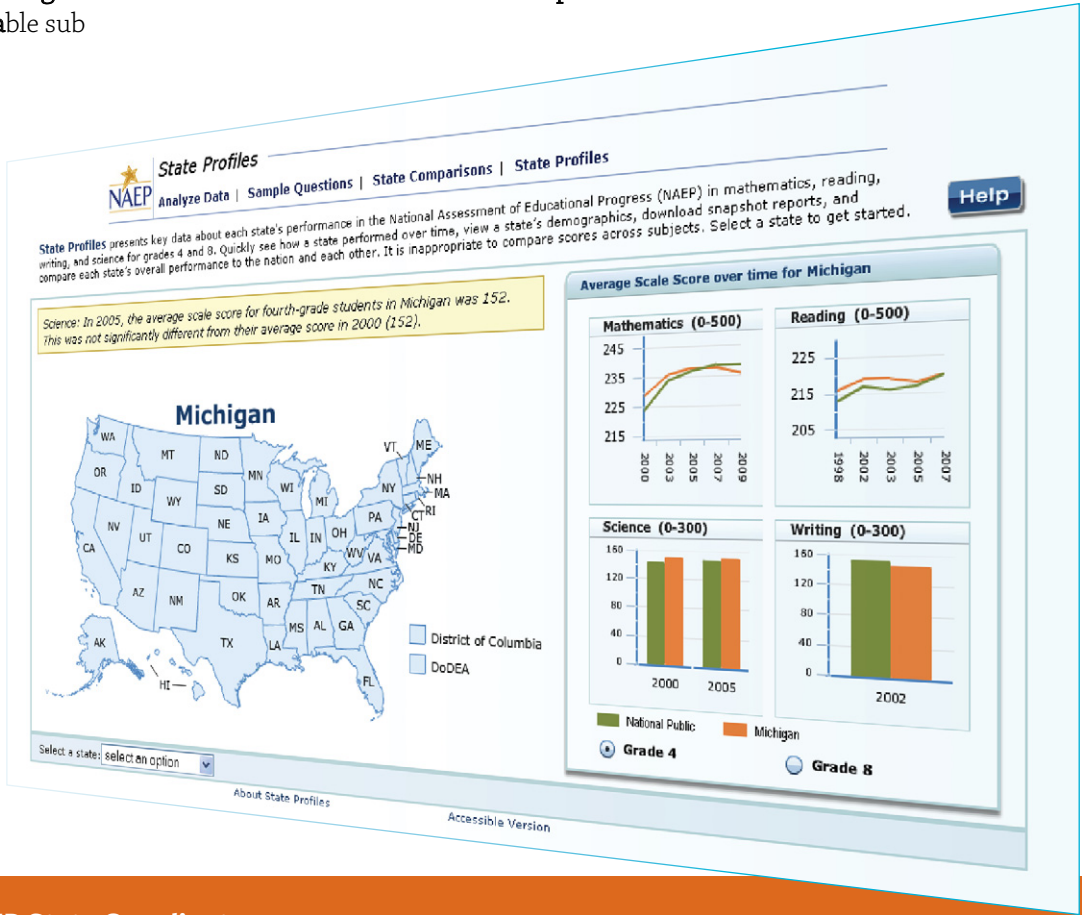 able sub
State Profiles
NAEP
Analyze Data | Sample Questions | State Comparisons | State Profiles
State Profiles presents key data about each state's performance in the National Assessment of Educational Progress (NAEP) in mathematics, reading,
writing, and science for grades 4 and 8. Quickly see how a state performed over time, view a state's demographics, download snapshot reports, and
compare each state's overall performance to the nation and each other. It is inappropriate to compare scores across subjects. Select a state to get started.
Help
Science: In 2005, the average scale score for fourth-grade students in Michigan was 152.
This was not significantly different from their average score in 2000 (152).
Michigan
WA
OR
CA
NV
ID
MT
WY
UT
AZ
CO
NM
ND
SD
NE
KS
OK
TX
MN
IA
MO
AR
LA
WI
IL
MI
IN
OH
KY
TN
MS
AL
GA
FL
SC
NC
VA
WV
PA
NY
VT
ME
NH
MA
RI
CT
NJ
DE
MD
AK
HI
District of Columbia
DoDEA
Select a state: select an option
About State Profiles
Accessible Version
Average Scale Score over time for Michigan
Mathematics (0-500)
245
235
225
215
2000 2003 2005 2007 2009
Reading (0-500)
225
215
205
1998 2002 2003 2005 2007
Science (0-300)
160
120
80
40
0
2000 2005
Writing (0-300)
160
120
80
40
0
2002
National Public Michigan
Grade 4 Grade 8